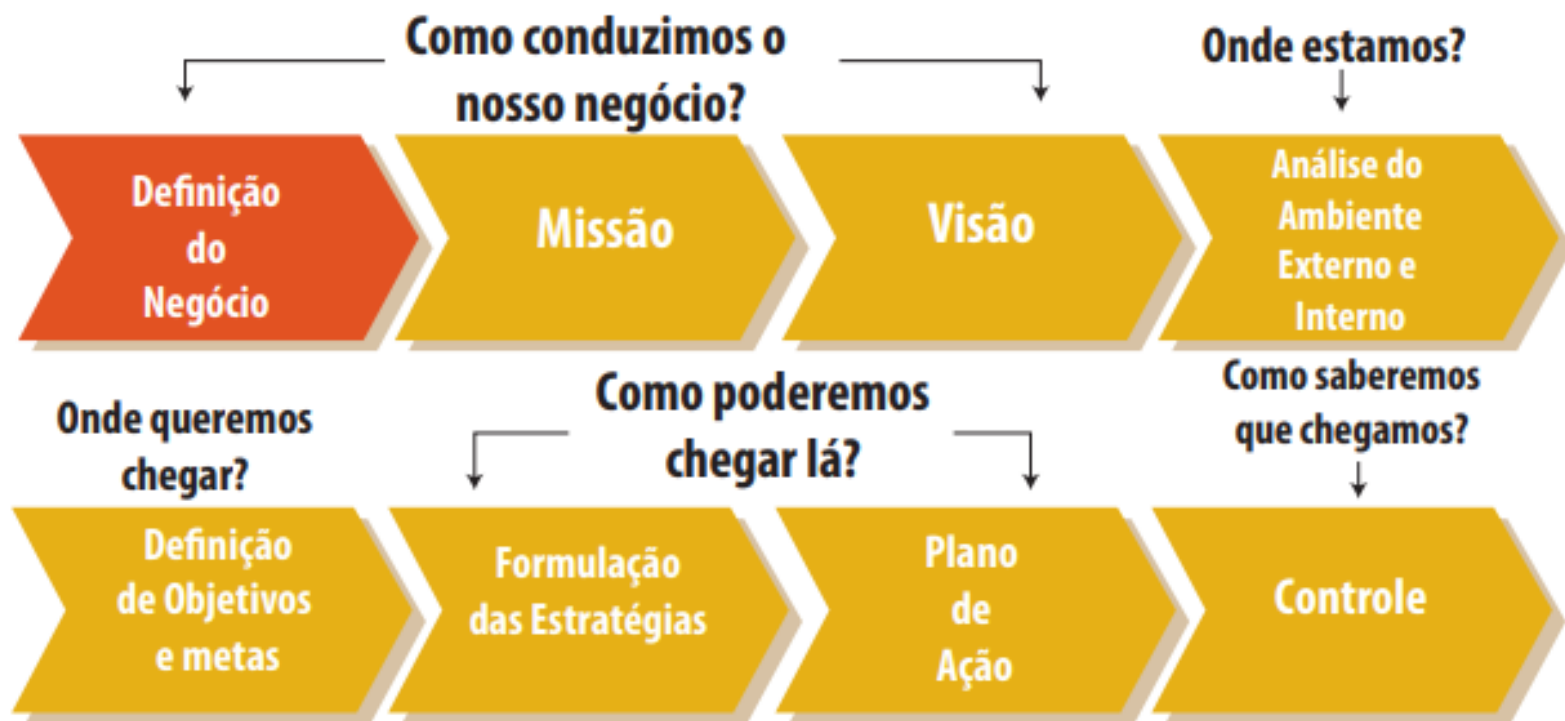 Como conduzimos o
nosso negócio?
Onde estamos?
Definição
do
Negócio
Missão
Visão
Análise do
Ambiente
Externo e
Interno
Onde queremos
chegar?
Como poderemos
chegar lá?
Como saberemos
que chegamos?
Definição
de Objetivos
e metas
Formulação
das Estratégias
Plano
de
Ação
Controle